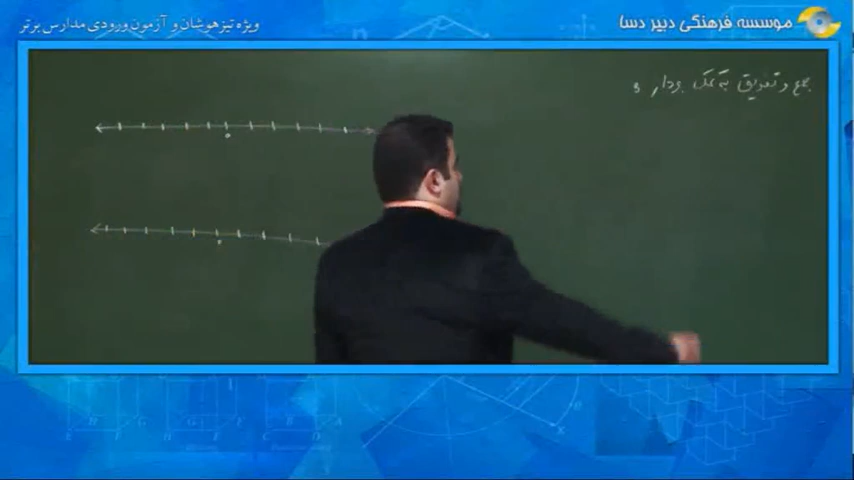 موسسه فرهنگی دبیر دسا
ویژه تیزهوشان و آزمون ورودی مدارس برتر
جمع و تفریق به کمک بردار :